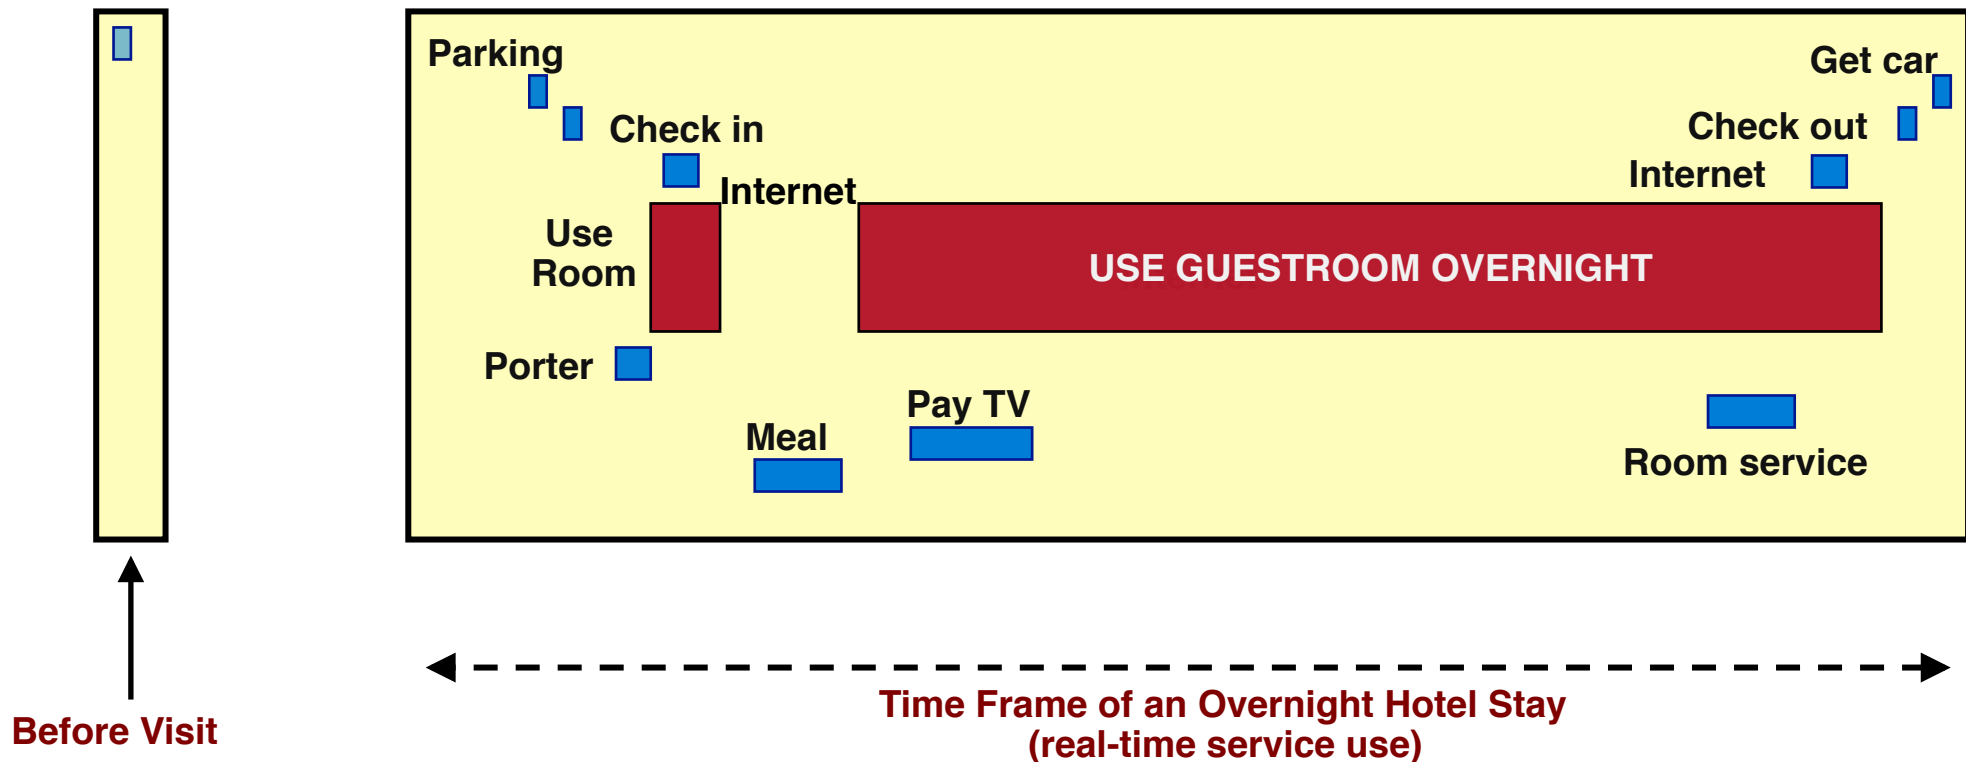 Parking
Get car
Check in
Check out
Internet
Internet
Use
Room
USE GUESTROOM OVERNIGHT
Porter
Pay TV
Meal
Room service
Before Visit
Time Frame of an Overnight Hotel Stay
(real-time service use)